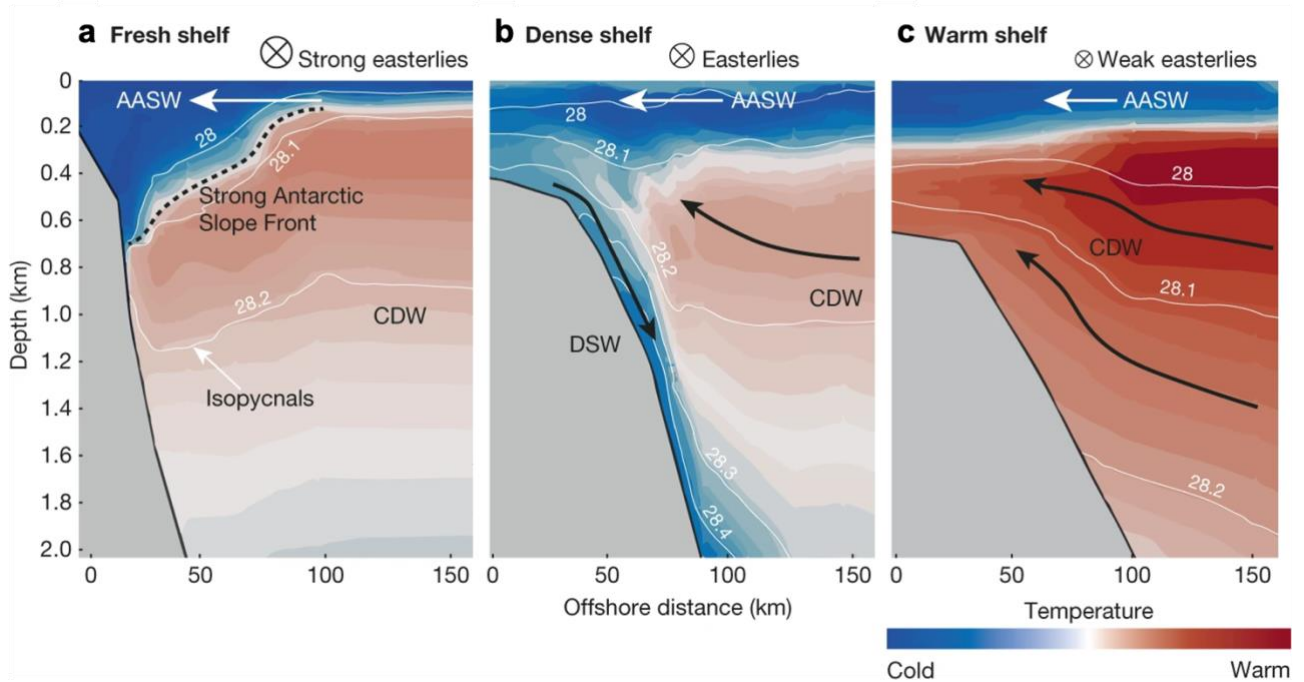 a Fresh shelf
Strong easterlies
b Dense shelf
Easterlies
c Warm shelf
Weak easterlies
Depth (km)
0
0.2
0.4
0.6
0.8
1.0
1.2
1.4
1.6
1.8
2.0
AASW
28
28.1
Strong Antarctic
Slope Front
28.2
CDW
Isopycnals
0 50 100 150
AASW
28
28.1
28.2
CDW
DSW
28.3
28.4
0 50 100 150
Offshore distance (km)
AASW
28
CDW
28.1
28.2
0 50 100 150
Temperature
Cold Warm